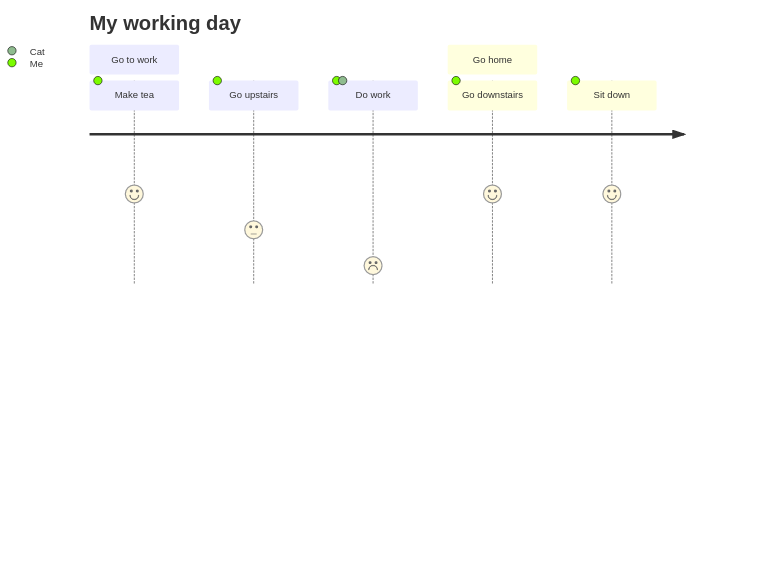 My working day
Cat
Me
Go to work
Go home
Make tea
Go upstairs
Do work
Go downstairs
Sit down